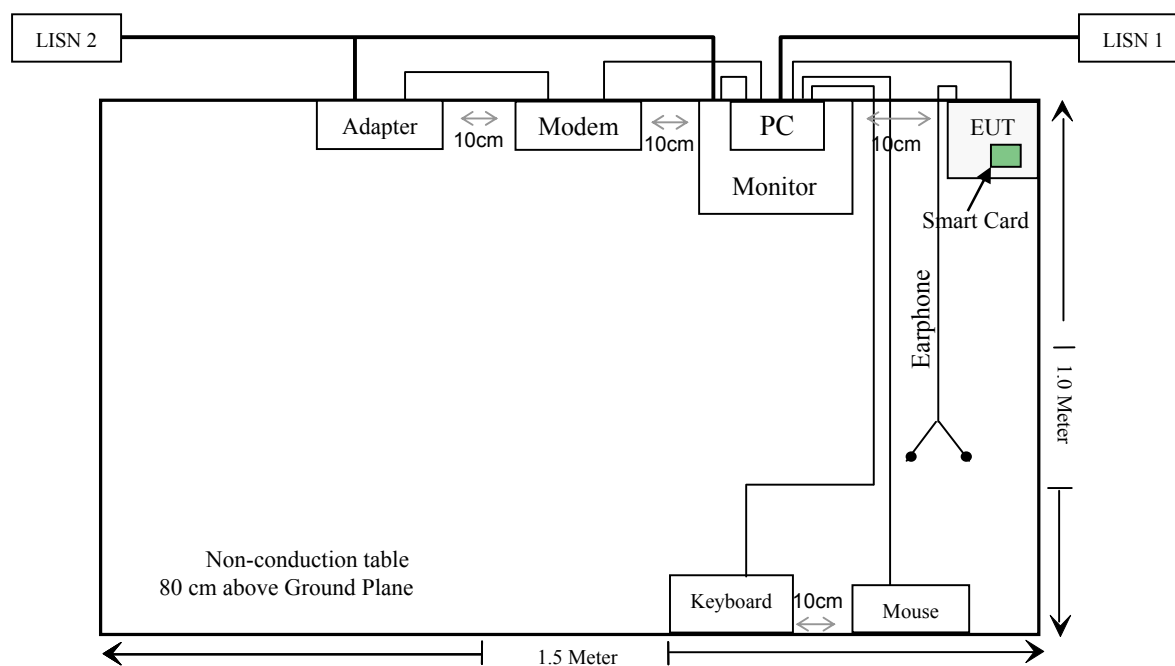 LISN 2
LISN 1
Adapter
10cm
Modem
10cm
PC
Monitor
10cm
EUT
Smart Card
Earphone
1.0 Meter
Non-conduction table
80 cm above Ground Plane
Keyboard
10cm
Mouse
1.5 Meter